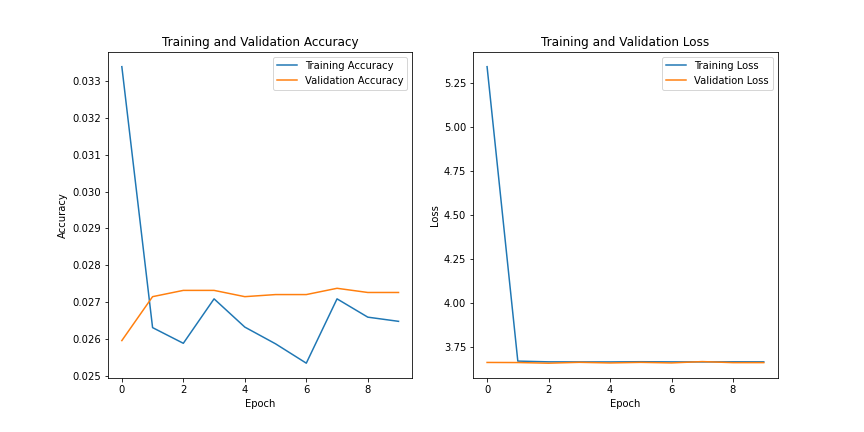 Training and Validation Accuracy
Training Accuracy
Validation Accuracy
0.033
0.032
0.031
0.030
0.029
0.028
0.027
0.026
0.025
Accuracy
0 2 4 6 8
Epoch
Training and Validation Loss
Training Loss
Validation Loss
5.25
5.00
4.75
4.50
4.25
4.00
3.75
Loss
0 2 4 6 8
Epoch